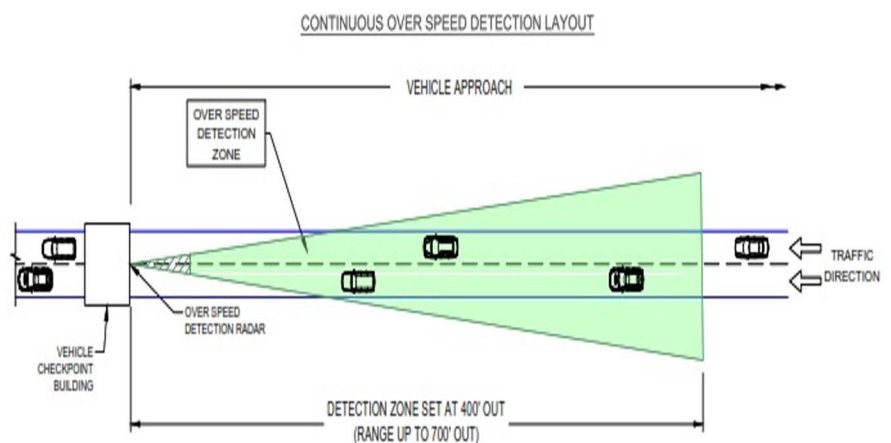 CONTINUOUS OVER SPEED DETECTION LAYOUT
VEHICLE APPROACH
OVER SPEED
DETECTION
ZONE
TRAFFIC
DIRECTION
OVER SPEED
DETECTION RADAR
VEHICLE
CHECKPOINT
BUILDING
DETECTION ZONE SET AT 400' OUT
(RANGE UP TO 700' OUT)